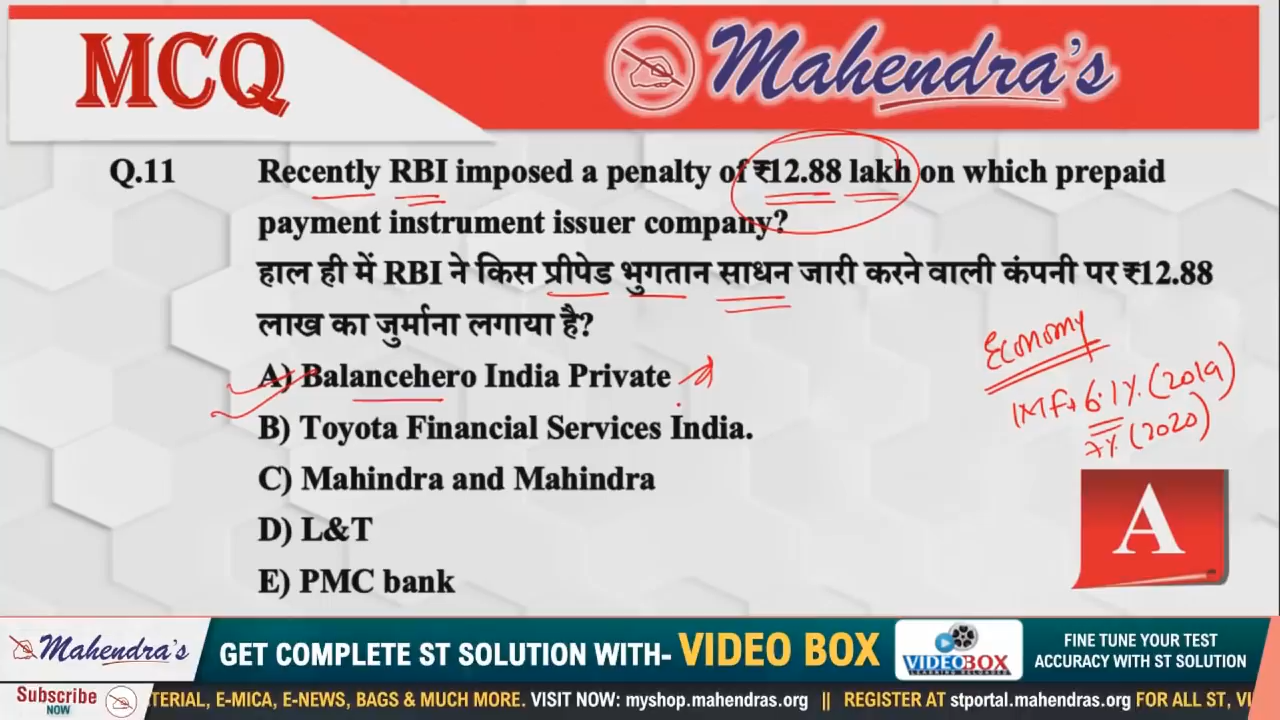 MCQ
Mahendra's
Q.11 Recently RBI imposed a penalty of ₹12.88 lakh on which prepaid
payment instrument issuer company?
हाल ही में RBI ने किस प्रीपेड भुगतान साधन जारी करने वाली कंपनी पर ₹12.88
लाख का जुर्माना लगाया है?
A) Balancehero India Private
B) Toyota Financial Services India.
C) Mahindra and Mahindra
D) L&T
E) PMC bank
Economy
IMF→ 6.1% (2019)
7% (2020)
A
Mahendra's
GET COMPLETE ST SOLUTION WITH- VIDEO BOX
VIDEOBOX
LEARNING RELOADED
FINE TUNE YOUR TEST
ACCURACY WITH ST SOLUTION
Subscribe
NOW
TERIAL, E-MICA, E-NEWS, BAGS & MUCH MORE. VISIT NOW: myshop.mahendras.org || REGISTER AT stportal.mahendras.org FOR ALL ST, VI